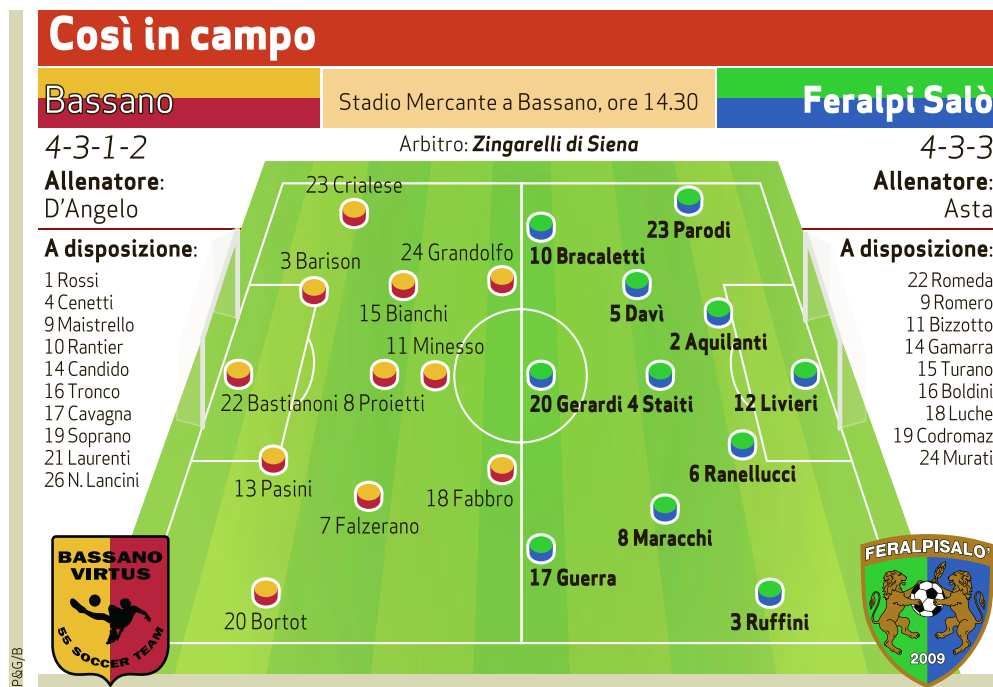 Così in campo
Bassano
Stadio Mercante a Bassano, ore 14.30
Feralpi Salò
4-3-1-2
Arbitro: Zingarelli di Siena
4-3-3
Allenatore:
D'Angelo
Allenatore:
Asta
A disposizione:
1 Rossi
4 Cenetti
9 Maistrello
10 Rantier
14 Candido
16 Tronco
17 Cavagna
19 Soprano
21 Laurenti
26 N. Lancini
23 Crialese
3 Barison
24 Grandolfo
15 Bianchi
11 Minesso
22 Bastianoni
8 Proietti
13 Pasini
18 Fabbro
7 Falzerano
20 Bortot
23 Parodi
10 Bracaletti
5 Davì
2 Aquilanti
20 Gerardi
4 Staiti
12 Livieri
6 Ranellucci
8 Maracchi
17 Guerra
3 Ruffini
A disposizione:
22 Romeda
9 Romero
11 Bizzotto
14 Gamarra
15 Turano
16 Boldini
18 Luche
19 Codromaz
24 Murati
BASSANO
VIRTUS
55 SOCCER TEAM
FERALPISALO'
2009
P&G/B